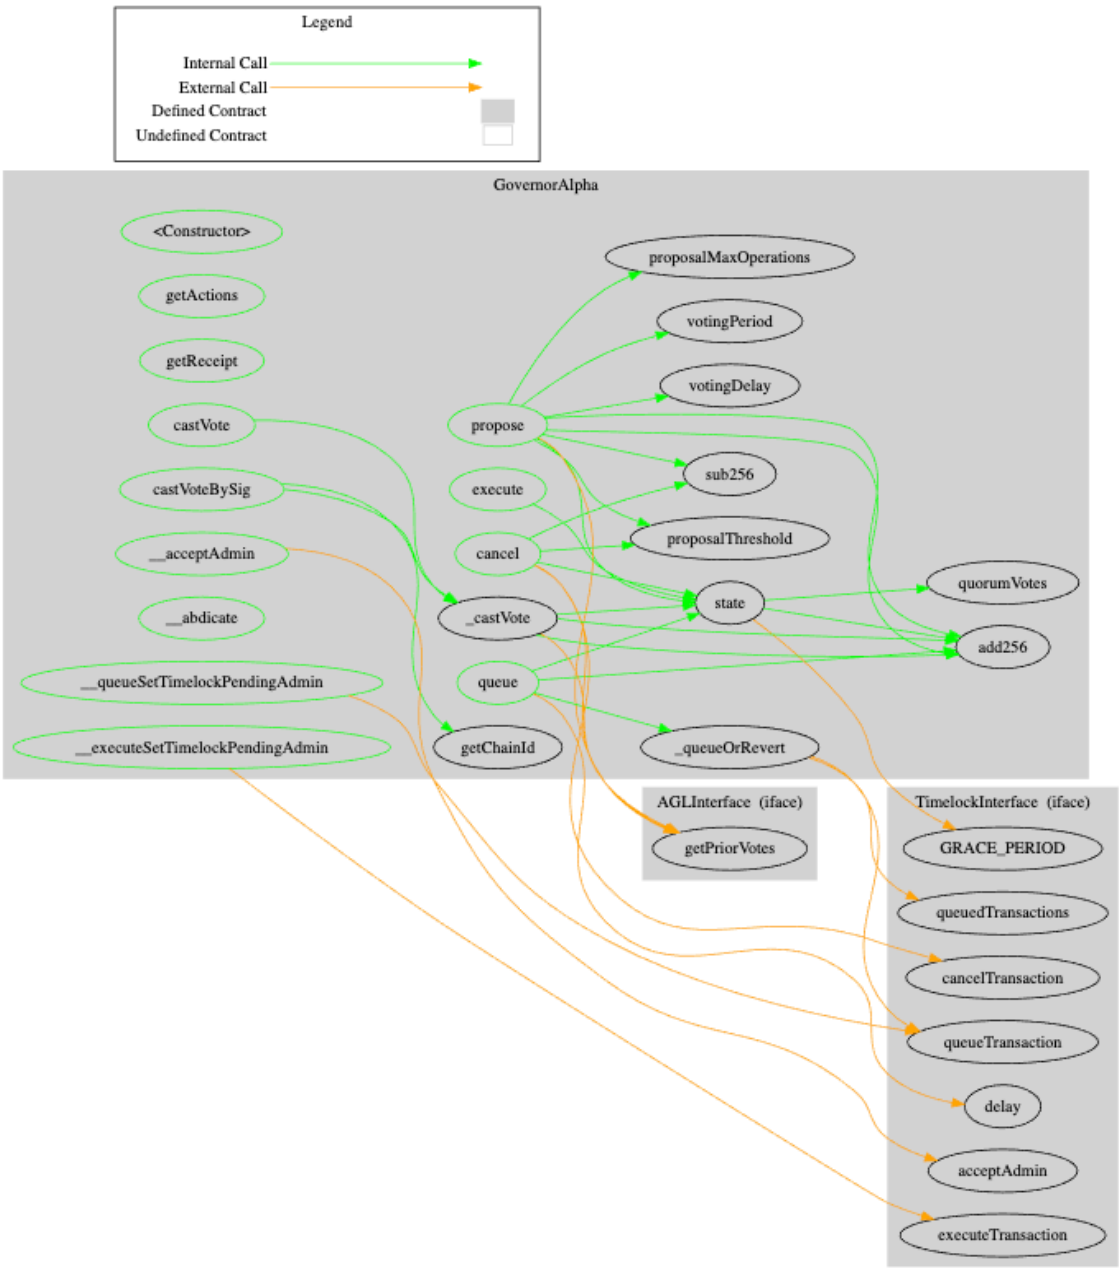 Legend
Internal Call
External Call
Defined Contract
Undefined Contract
GovernorAlpha
<Constructor>
getActions
getReceipt
castVote
castVoteBySig
__acceptAdmin
__abdicate
__queueSetTimelockPendingAdmin
__executeSetTimelockPendingAdmin
propose
execute
cancel
_castVote
queue
getChainId
proposalMaxOperations
votingPeriod
votingDelay
sub256
proposalThreshold
state
_queueOrRevert
quorumVotes
add256
AGLInterface (iface)
getPriorVotes
TimelockInterface (iface)
GRACE_PERIOD
queuedTransactions
cancelTransaction
queueTransaction
delay
acceptAdmin
executeTransaction